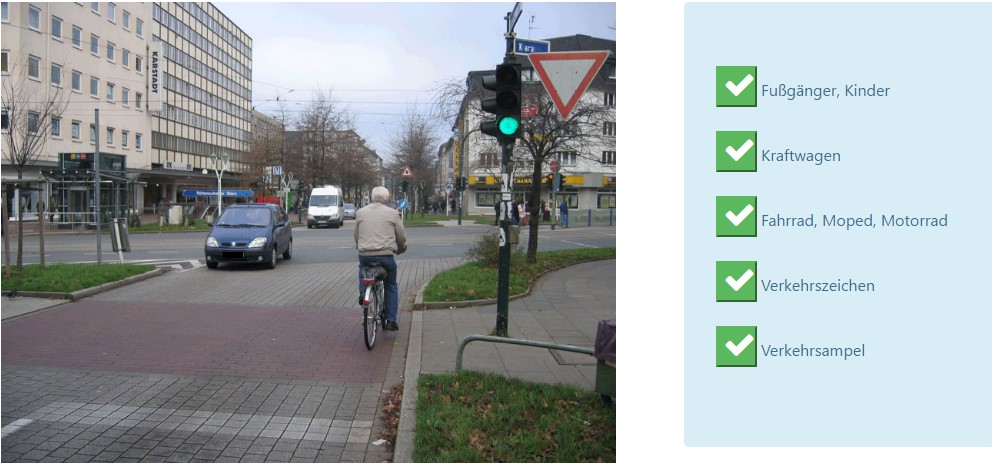 KARSTADT
Fußgänger, Kinder
Kraftwagen
Fahrrad, Moped, Motorrad
Verkehrszeichen
Verkehrsampel